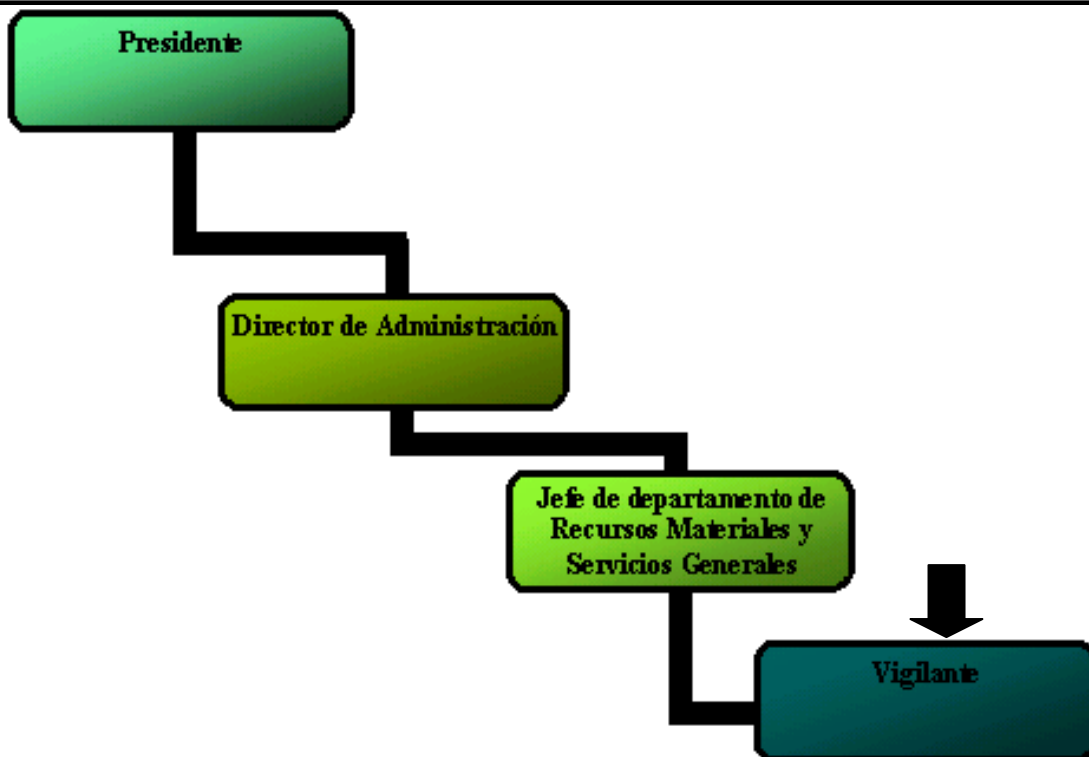 Presidente
Director de Administración
Jefe de departamento de
Recursos Materiales y
Servicios Generales
Vigilante